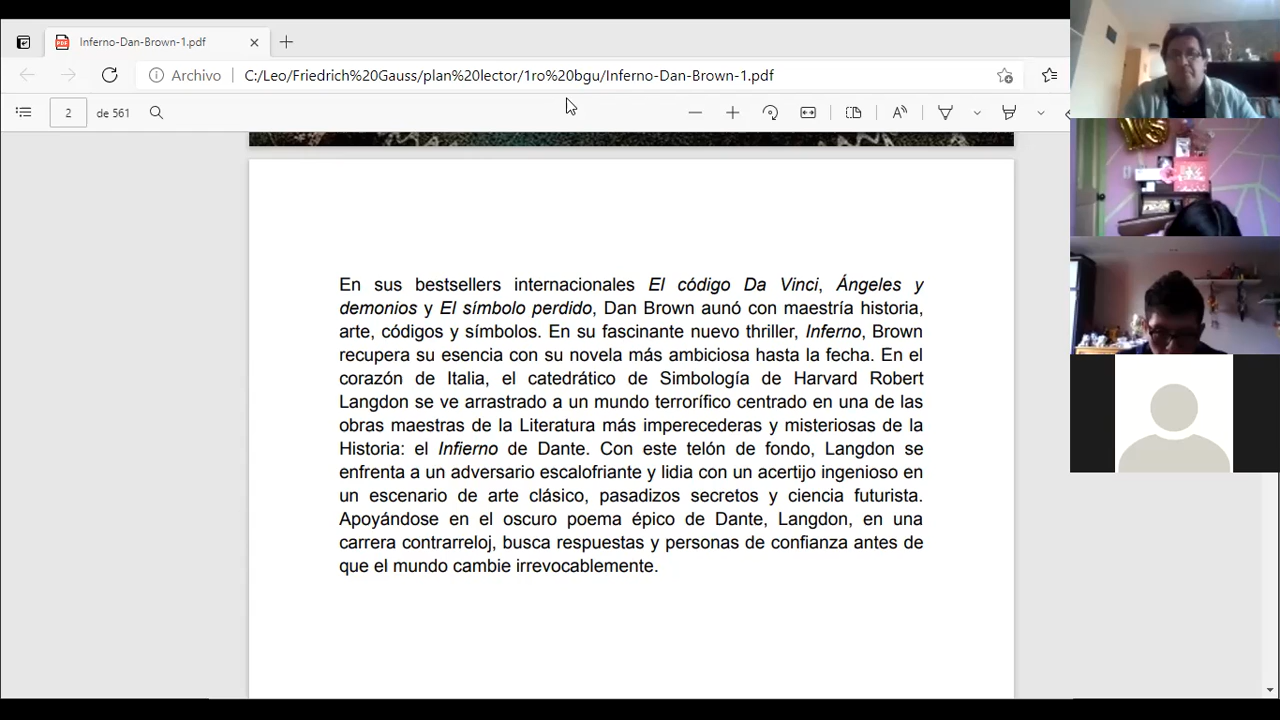 Inferno-Dan-Brown-1.pdf
PDF
Archivo
C:/Leo/Friedrich%20Gauss/plan%20lector/1ro%20bgu/Inferno-Dan-Brown-1.pdf
2 de 561
En sus bestsellers internacionales El código Da Vinci, Ángeles y
demonios y El símbolo perdido, Dan Brown aunó con maestría historia,
arte, códigos y símbolos. En su fascinante nuevo thriller, Inferno, Brown
recupera su esencia con su novela más ambiciosa hasta la fecha. En el
corazón de Italia, el catedrático de Simbología de Harvard Robert
Langdon se ve arrastrado a un mundo terrorífico centrado en una de las
obras maestras de la Literatura más imperecederas y misteriosas de la
Historia: el Infierno de Dante. Con este telón de fondo, Langdon se
enfrenta a un adversario escalofriante y lidia con un acertijo ingenioso en
un escenario de arte clásico, pasadizos secretos y ciencia futurista.
Apoyándose en el oscuro poema épico de Dante, Langdon, en una
carrera contrarreloj, busca respuestas y personas de confianza antes de
que el mundo cambie irrevocablemente.